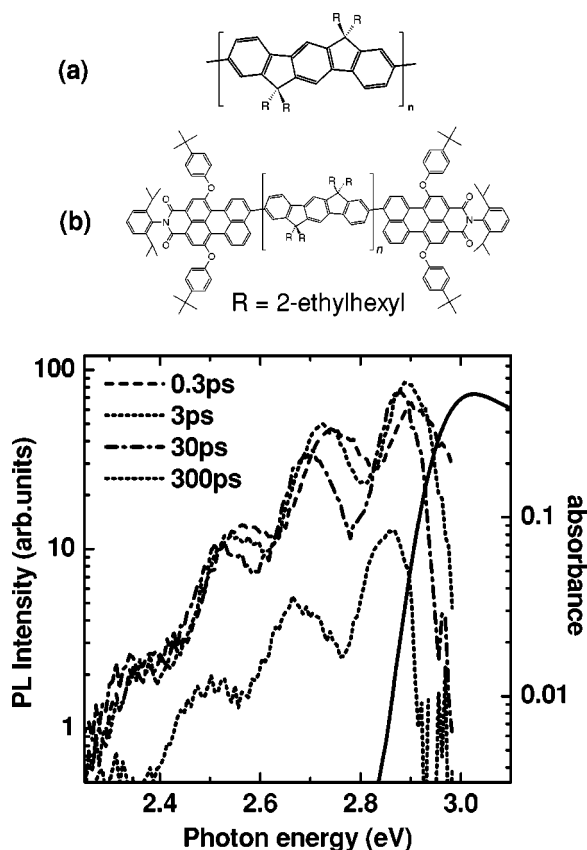 (a)
R R
R R
n
(b)
O
O
N
O
O
R R
R R
n
O
O
N
O
O
R = 2-ethylhexyl
100
10
1
PL Intensity (arb.units)
0.3ps
3ps
30ps
300ps
0.1
0.01
absorbance
2.4 2.6 2.8 3.0
Photon energy (eV)